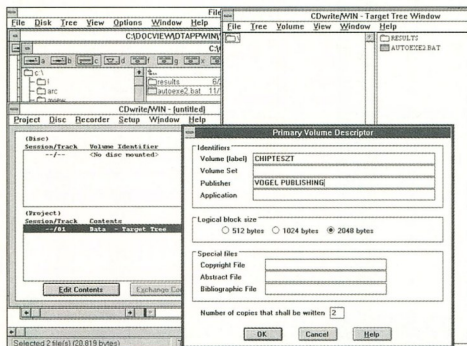 File
File Disk Tree View Options Window Help
C:\DOCVIEW\DTAPPWIN\
C:\
a b c d f g x
c:\
i
arc
results 6/
autoexe2.bat 11/
CDwrite/WIN - Target Tree Window
File Tree Volume View Window Help
\
RESULTS
AUTOEXE2.BAT
CDwrite/WIN - [untitled]
Project Disc Recorder Setup Window Help
(Disc)
Session/Track Volume Identifier
--/-- <No disc mounted>
(Project)
Session/Track Contents
--/01 Data - Target Tree
Edit Contents
Exchange Co
Selected 2 file(s) (20,819 bytes)
Primary Volume Descriptor
Identifiers
Volume (label) CHIPTESZT
Volume Set
Publisher VOGEL PUBLISHING
Application
Logical block size
512 bytes 1024 bytes 2048 bytes
Special files
Copyright File
Abstract File
Bibliographic File
Number of copies that shall be written 2
OK Cancel Help